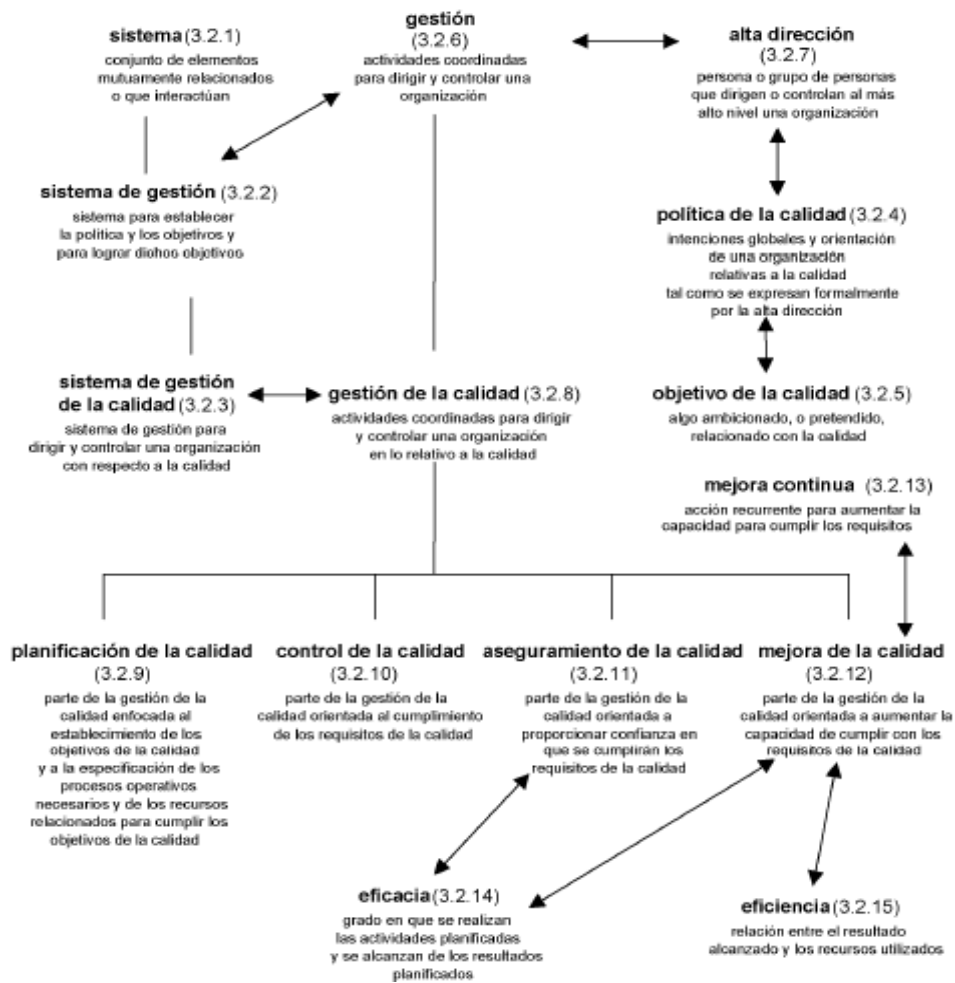 sistema (3.2.1)
conjunto de elementos
mutuamente relacionados
o que interactúan
gestión
(3.2.6)
actividades coordinadas
para dirigir y controlar una
organización
alta dirección
(3.2.7)
persona o grupo de personas
que dirigen o controlan al más
alto nivel una organización
sistema de gestión (3.2.2)
sistema para establecer
la política y los objetivos y
para lograr dichos objetivos
política de la calidad (3.2.4)
intenciones globales y orientación
de una organización
relativas a la calidad
tal como se expresan formalmente
por la alta dirección
sistema de gestión
de la calidad (3.2.3)
sistema de gestión para
dirigir y controlar una organización
con respecto a la calidad
gestión de la calidad (3.2.8)
actividades coordinadas para dirigir
y controlar una organización
en lo relativo a la calidad
objetivo de la calidad (3.2.5)
algo ambicionado, o pretendido,
relacionado con la calidad
mejora continua (3.2.13)
acción recurrente para aumentar la
capacidad para cumplir los requisitos
planificación de la calidad
(3.2.9)
parte de la gestión de la
calidad enfocada al
establecimiento de los
objetivos de la calidad
y a la especificación de los
procesos operativos
necesarios y de los recursos
relacionados para cumplir los
objetivos de la calidad
control de la calidad
(3.2.10)
parte de la gestión de la
calidad orientada al cumplimiento
de los requisitos de la calidad
aseguramiento de la calidad
(3.2.11)
parte de la gestión de la
calidad orientada a
proporcionar confianza en
que se cumplirán los
requisitos de la calidad
mejora de la calidad
(3.2.12)
parte de la gestión de la
calidad orientada a aumentar la
capacidad de cumplir con los
requisitos de la calidad
eficacia (3.2.14)
grado en que se realizan
las actividades planificadas
y se alcanzan de los resultados
planificados
eficiencia (3.2.15)
relación entre el resultado
alcanzado y los recursos utilizados